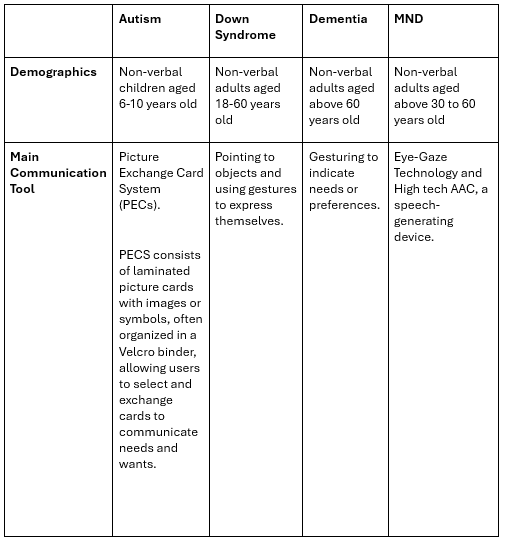 Autism
Down
Syndrome
Dementia
MND
Demographics
Non-verbal
children aged
6-10 years old
Non-verbal
adults aged
18-60 years
old
Non-verbal
adults aged
above 60
years old
Non-verbal
adults aged
above 30 to 60
years old
Main
Communication
Tool
Picture
Exchange Card
System
(PECs).
PECS consists
of laminated
picture cards
with images or
symbols, often
organized in a
Velcro binder,
allowing users
to select and
exchange
cards to
communicate
needs and
wants.
Pointing to
objects and
using gestures
to express
themselves.
Gesturing to
indicate
needs or
preferences.
Eye-Gaze
Technology and
High tech AAC, a
speech-
generating
device.